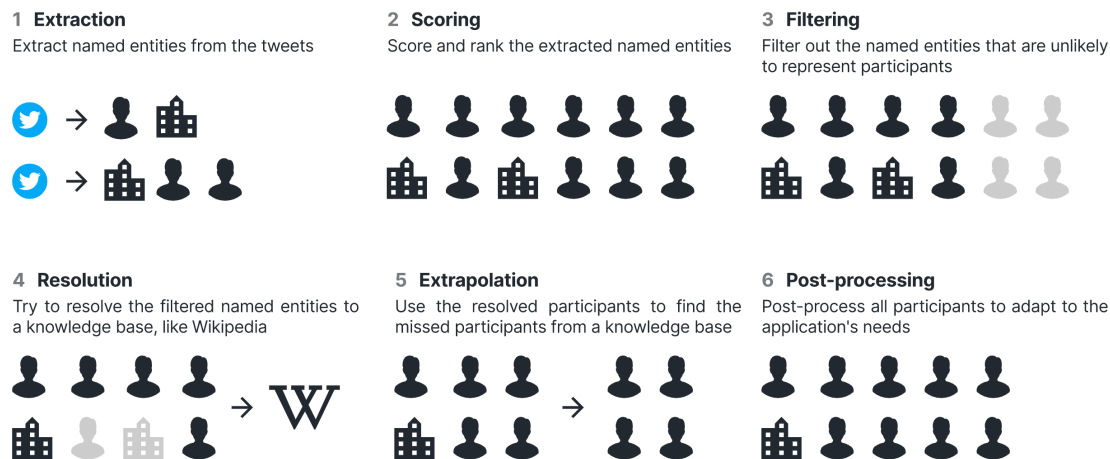 1 Extraction
Extract named entities from the tweets
2 Scoring
Score and rank the extracted named entities
3 Filtering
Filter out the named entities that are unlikely
to represent participants
4 Resolution
Try to resolve the filtered named entities to
a knowledge base, like Wikipedia
W
5 Extrapolation
Use the resolved participants to find the
missed participants from a knowledge base
6 Post-processing
Post-process all participants to adapt to the
application's needs